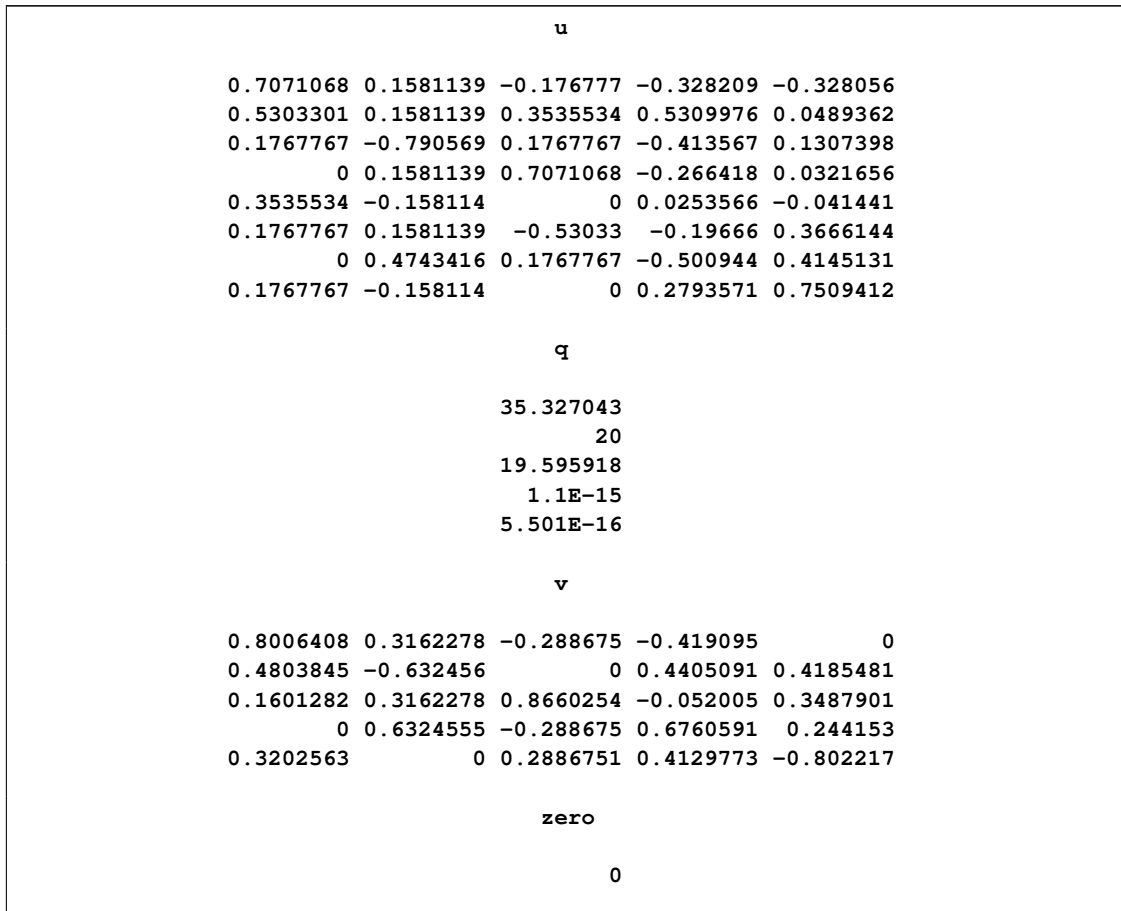 u
0.7071068 0.1581139 -0.176777 -0.328209 -0.328056
0.5303301 0.1581139 0.3535534 0.5309976 0.0489362
0.1767767 -0.790569 0.1767767 -0.413567 0.1307398
0 0.1581139 0.7071068 -0.266418 0.0321656
0.3535534 -0.158114 0 0.0253566 -0.041441
0.1767767 0.1581139 -0.53033 -0.19666 0.3666144
0 0.4743416 0.1767767 -0.500944 0.4145131
0.1767767 -0.158114 0 0.2793571 0.7509412
q
35.327043
20
19.595918
1.1E-15
5.501E-16
v
0.8006408 0.3162278 -0.288675 -0.419095 0
0.4803845 -0.632456 0 0.4405091 0.4185481
0.1601282 0.3162278 0.8660254 -0.052005 0.3487901
0 0.6324555 -0.288675 0.6760591 0.244153
0.3202563 0 0.2886751 0.4129773 -0.802217
zero
0